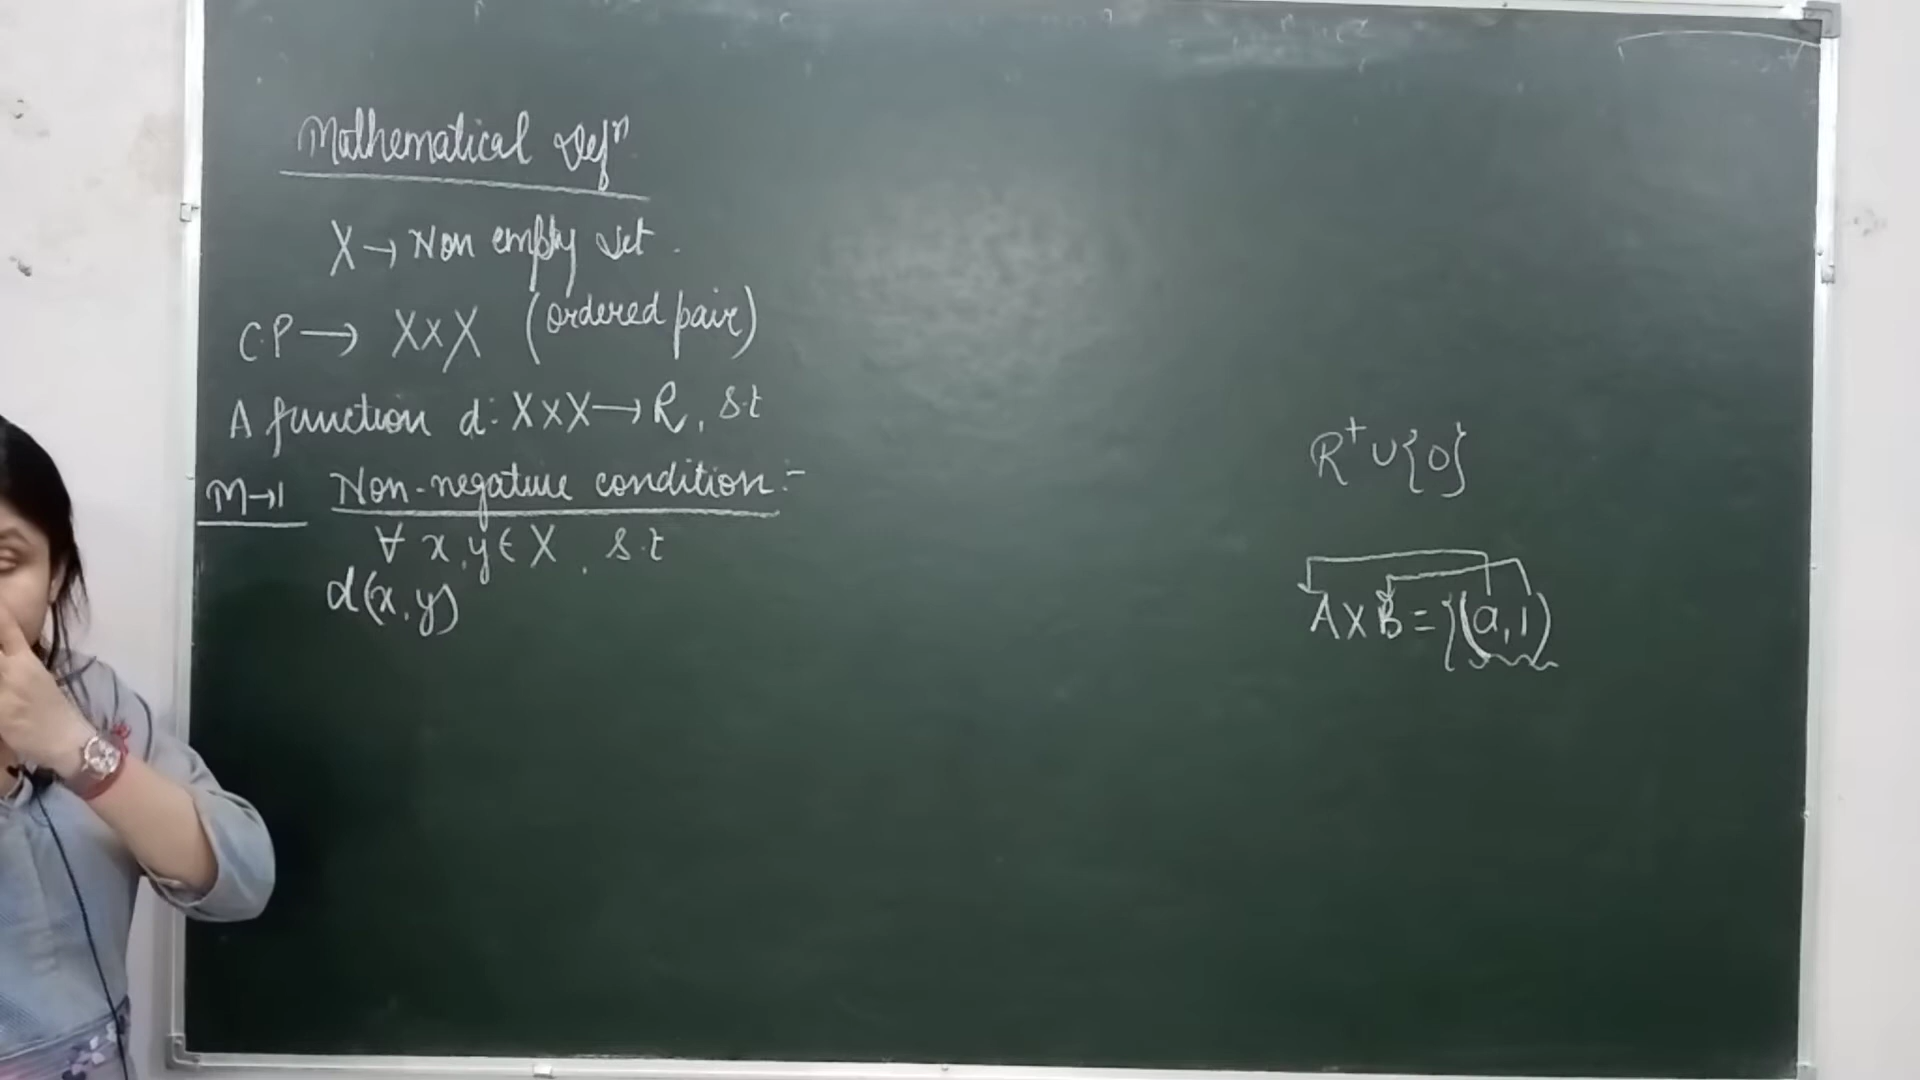 Mathematical Defⁿ
X → Non empty set.
C.P → X×X (ordered pair)
A function d: X×X → R, s.t
M→1 Non-negative condition:-
∀ x, y ∈ X, s.t
d(x, y)
R⁺ ∪ {0}
A×B = {(a, 1)